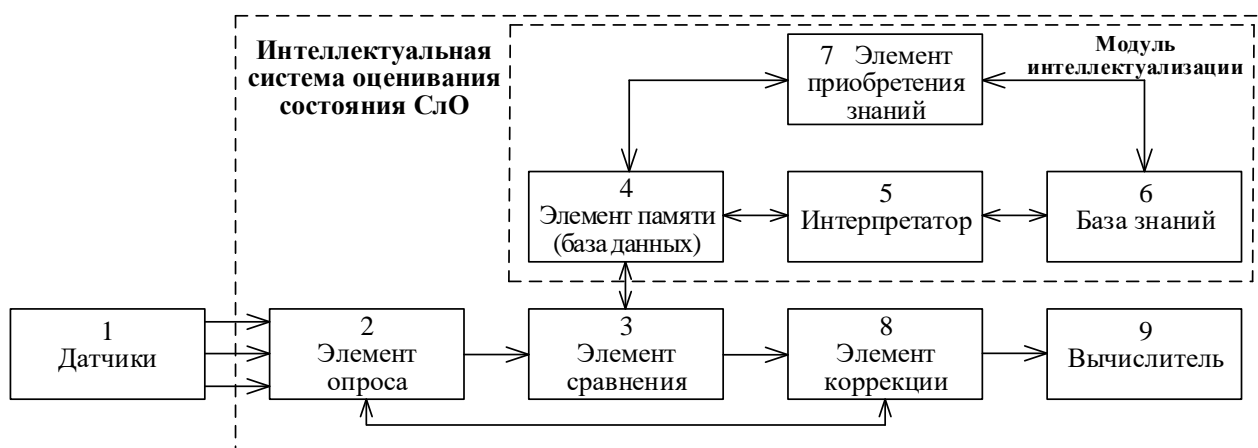 Интеллектуальная
система оценивания
состояния СлО
Модуль
интеллектуализации
7 Элемент
приобретения
знаний
4
Элемент памяти
(база данных)
5
Интерпретатор
6
База знаний
1
Датчики
2
Элемент
опроса
3
Элемент
сравнения
8
Элемент
коррекции
9
Вычислитель